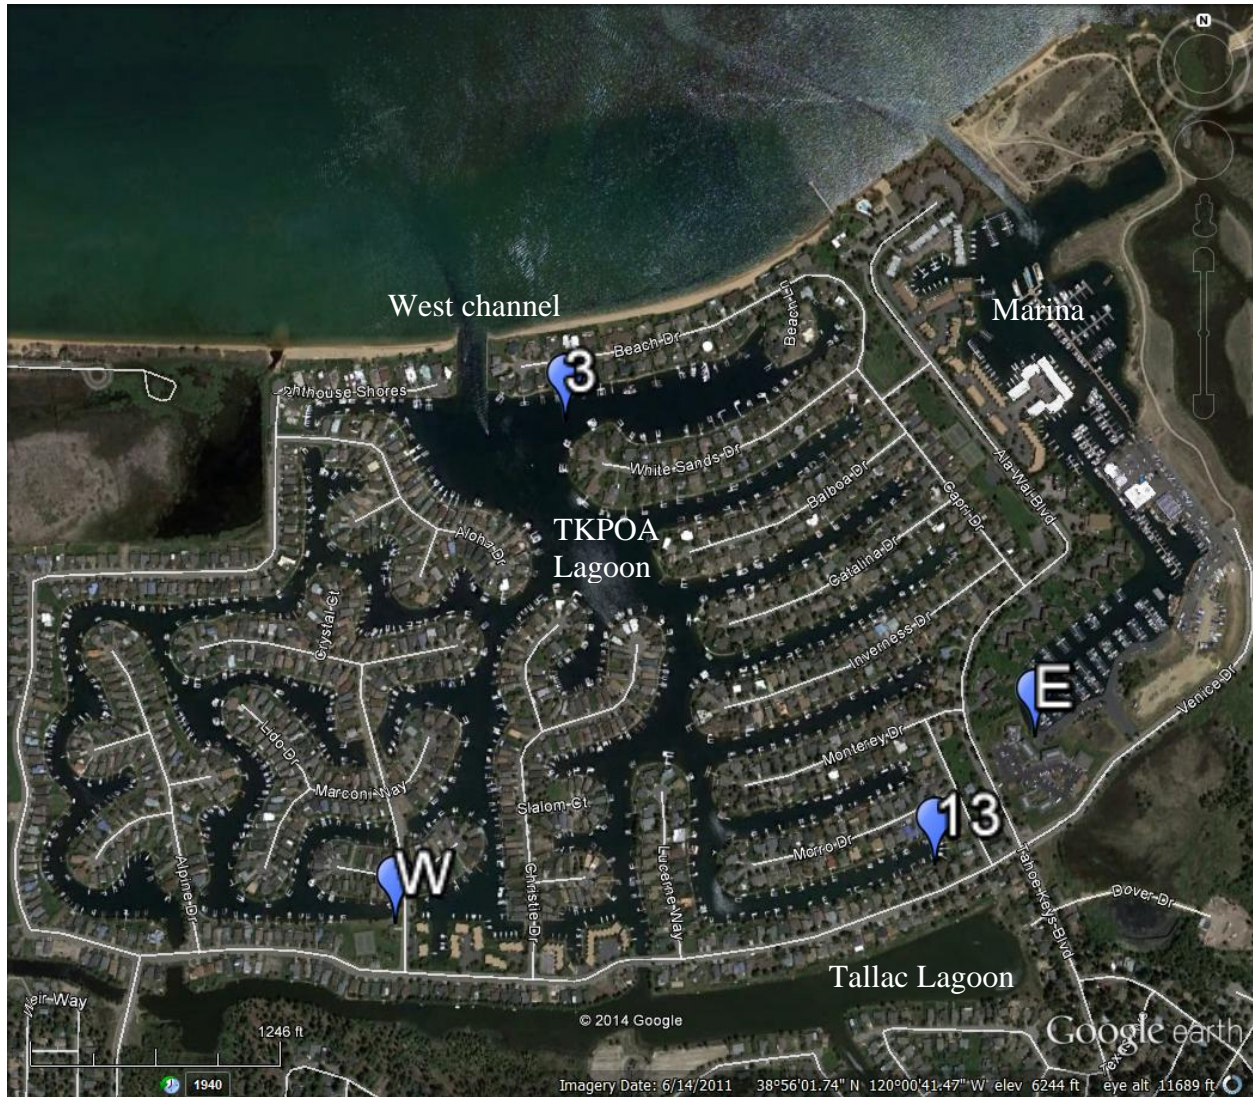 N
West channel
Marina
Beach Dr
Beach Ln
3
White Sands Dr
Balboa Dr
Capri Dr
Ala Wai Blvd
Aloha Dr
TKPOA
Lagoon
Catalina Dr
Crystal Ct
Inverness Dr
E
Venice Dr
Lido Dr
Monterey Dr
Marconi Way
Slalom Ct
13
Morro Dr
W
Alpine Dr
Christie Dr
Lucerne Way
Tahoe Keys Blvd
Dover Dr
Tallac Lagoon
Weir Way
1246 ft
© 2014 Google
Google earth
1940
Imagery Date: 6/14/2011 38°56'01.74" N 120°00'41.47" W elev 6244 ft eye alt 11689 ft